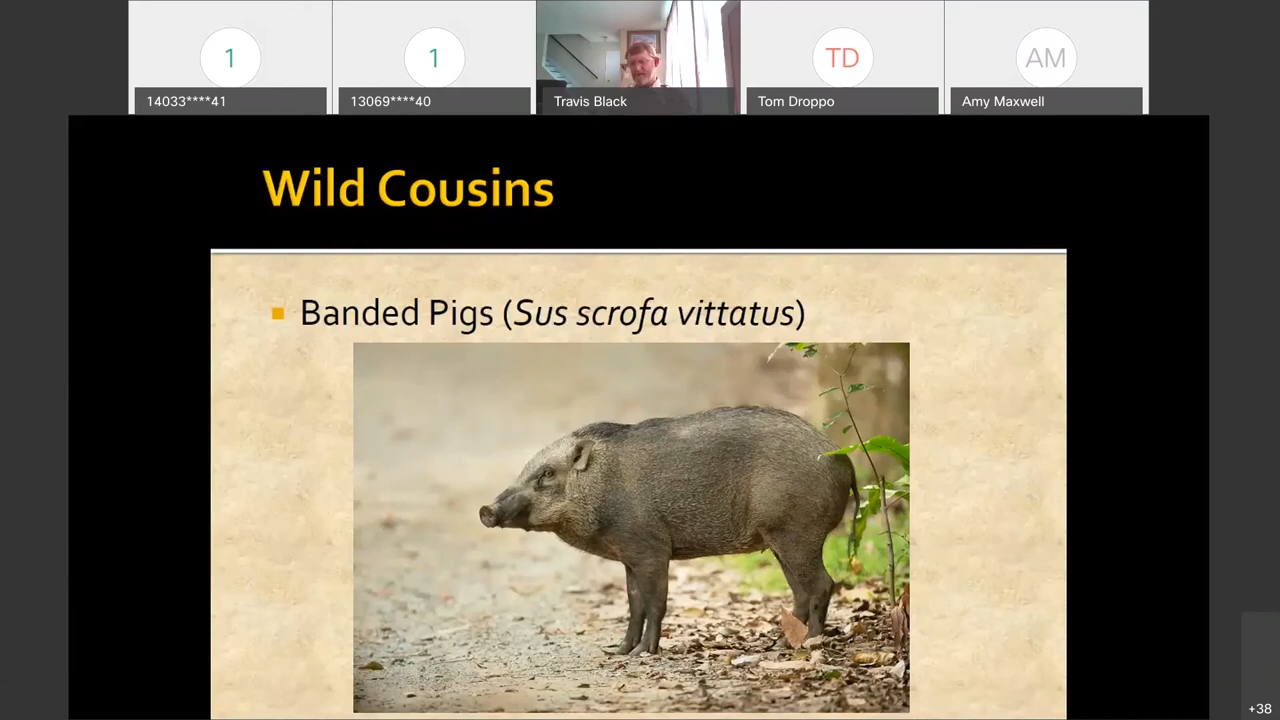 1
1
TD
AM
14033****41
13069****40
Travis Black
Tom Droppo
Amy Maxwell
Wild Cousins
Banded Pigs (Sus scrofa vittatus)
+38